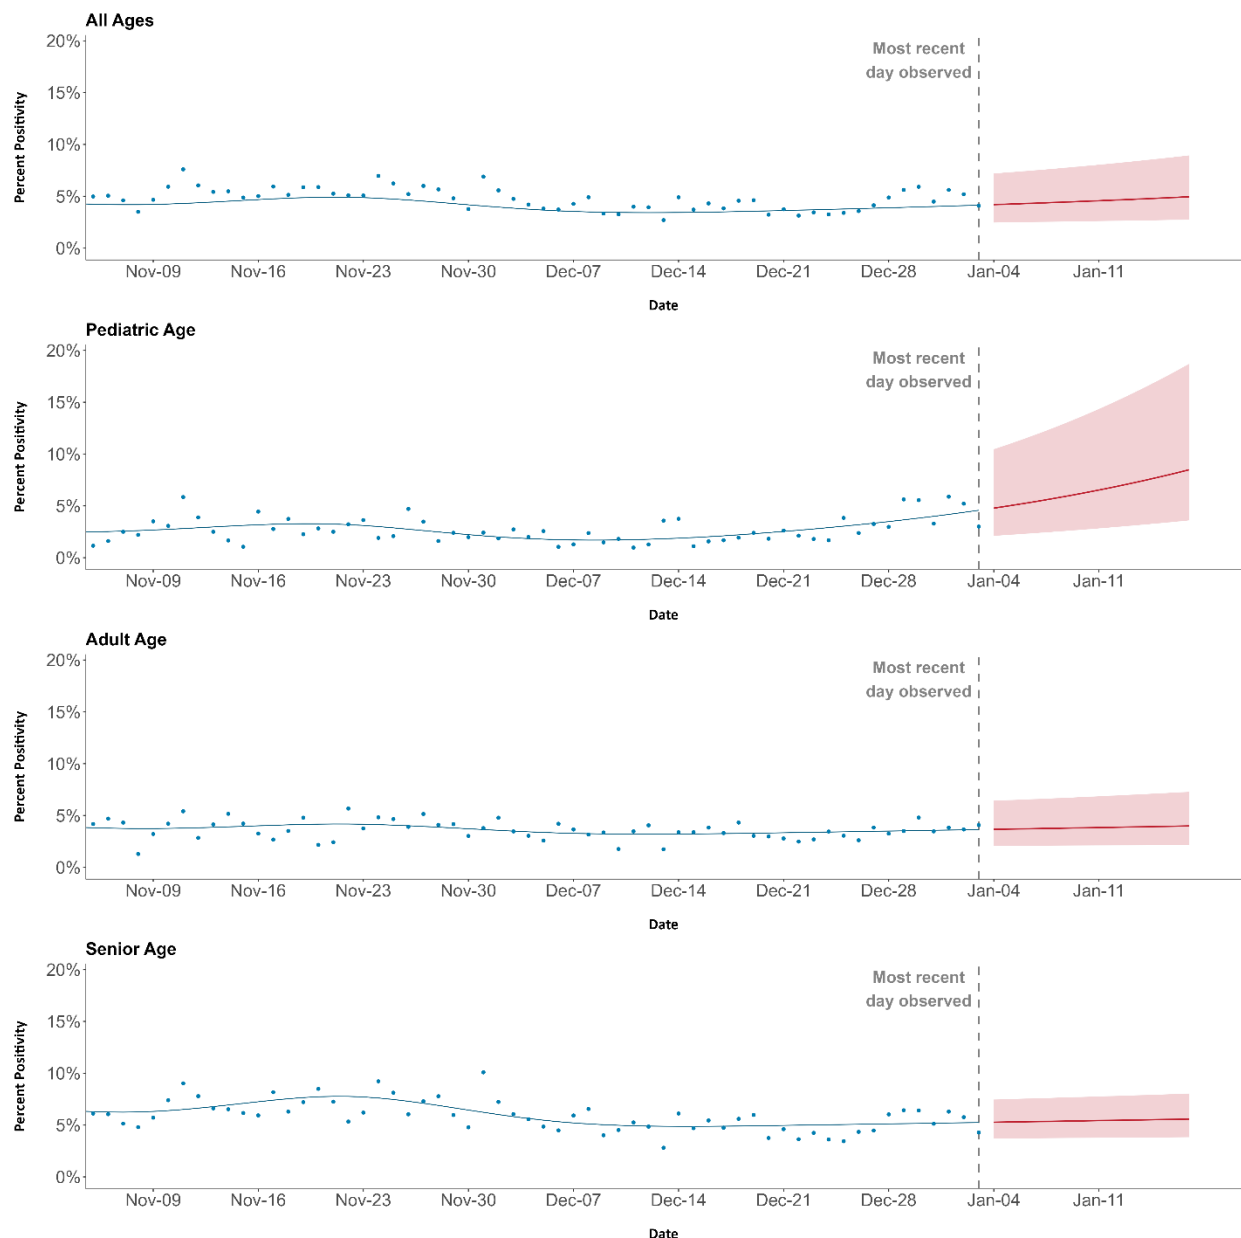 All Ages
20%
15%
10%
5%
0%
Percent Positivity
Most recent
day observed
Nov-09 Nov-16 Nov-23 Nov-30 Dec-07 Dec-14 Dec-21 Dec-28 Jan-04 Jan-11
Date
Pediatric Age
20%
15%
10%
5%
0%
Percent Positivity
Most recent
day observed
Nov-09 Nov-16 Nov-23 Nov-30 Dec-07 Dec-14 Dec-21 Dec-28 Jan-04 Jan-11
Date
Adult Age
20%
15%
10%
5%
0%
Percent Positivity
Most recent
day observed
Nov-09 Nov-16 Nov-23 Nov-30 Dec-07 Dec-14 Dec-21 Dec-28 Jan-04 Jan-11
Date
Senior Age
20%
15%
10%
5%
0%
Percent Positivity
Most recent
day observed
Nov-09 Nov-16 Nov-23 Nov-30 Dec-07 Dec-14 Dec-21 Dec-28 Jan-04 Jan-11
Date